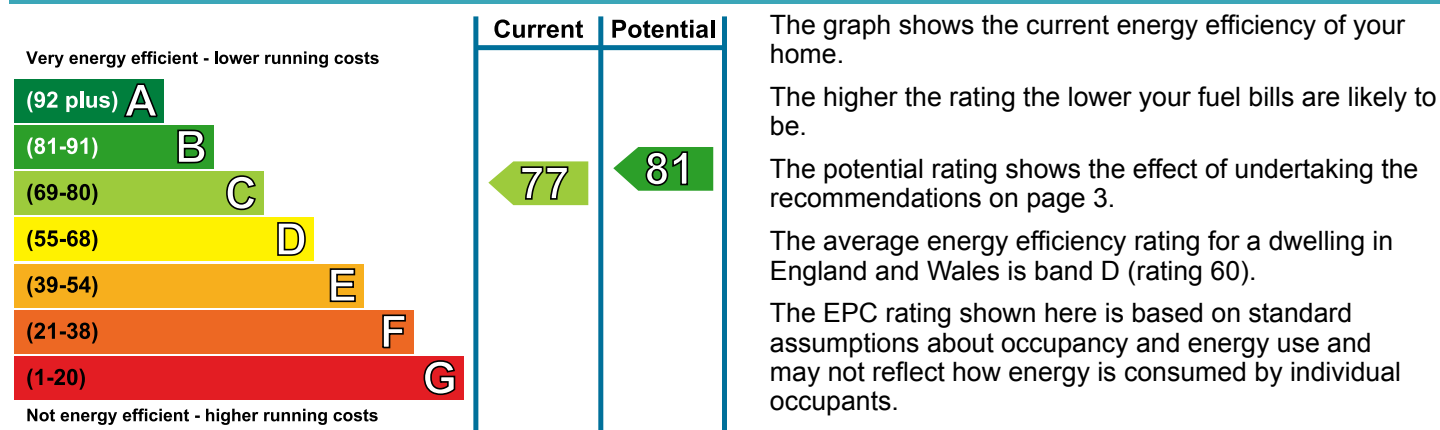 Current Potential
Very energy efficient - lower running costs
(92 plus) A
(81-91) B
(69-80) C
(55-68) D
(39-54) E
(21-38) F
(1-20) G
Not energy efficient - higher running costs
77
81
The graph shows the current energy efficiency of your
home.
The higher the rating the lower your fuel bills are likely to
be.
The potential rating shows the effect of undertaking the
recommendations on page 3.
The average energy efficiency rating for a dwelling in
England and Wales is band D (rating 60).
The EPC rating shown here is based on standard
assumptions about occupancy and energy use and
may not reflect how energy is consumed by individual
occupants.